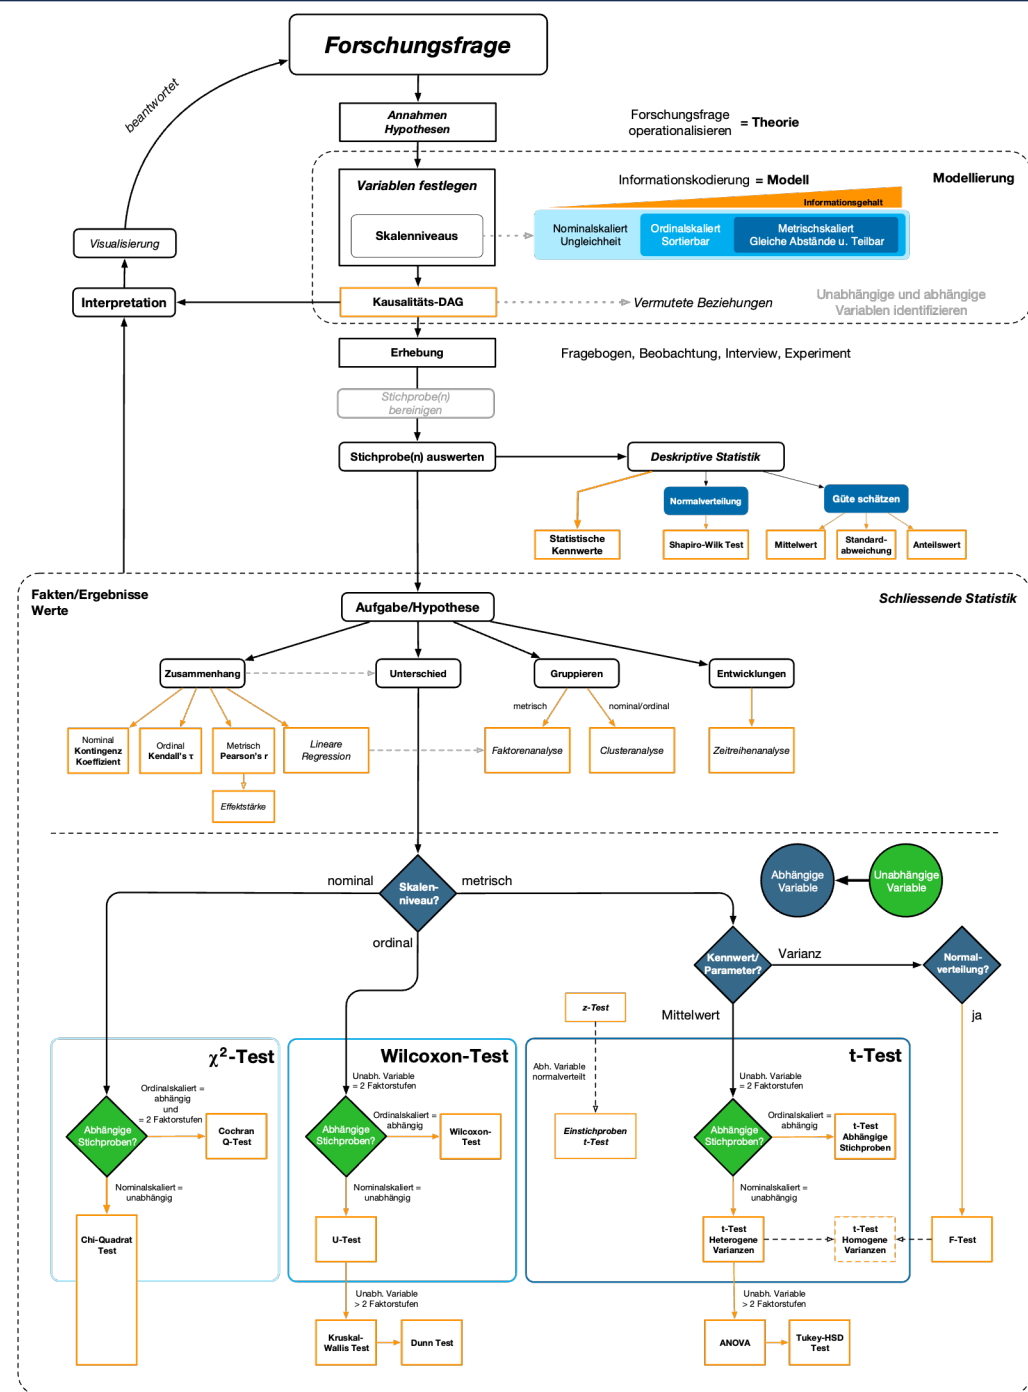 Forschungsfrage
beantwortet
Annahmen
Hypothesen
Forschungsfrage
operationalisieren
= Theorie
Modellierung
Variablen festlegen
Skalenniveaus
Informationskodierung = Modell
Informationsgehalt
Nominalskaliert
Ungleichheit
Ordinalskaliert
Sortierbar
Metrischskaliert
Gleiche Abstände u. Teilbar
Visualisierung
Interpretation
Kausalitäts-DAG
Vermutete Beziehungen
Unabhängige und abhängige
Variablen identifizieren
Erhebung
Fragebogen, Beobachtung, Interview, Experiment
Stichprobe(n)
bereinigen
Stichprobe(n) auswerten
Deskriptive Statistik
Normalverteilung
Güte schätzen
Statistische
Kennwerte
Shapiro-Wilk Test
Mittelwert
Standard-
abweichung
Anteilswert
Fakten/Ergebnisse
Werte
Aufgabe/Hypothese
Schliessende Statistik
Zusammenhang
Unterschied
Gruppieren
Entwicklungen
metrisch
nominal/ordinal
Nominal
Kontingenz
Koeffizient
Ordinal
Kendall's τ
Metrisch
Pearson's r
Lineare
Regression
Faktorenanalyse
Clusteranalyse
Zeitreihenanalyse
Effektstärke
nominal
Skalen-
niveau?
metrisch
ordinal
Abhängige
Variable
Unabhängige
Variable
Kennwert/
Parameter?
Varianz
Normal-
verteilung?
Mittelwert
ja
z-Test
χ²-Test
Wilcoxon-Test
t-Test
Ordinalskaliert =
abhängig
und
= 2 Faktorstufen
Abhängige
Stichproben?
Cochran
Q-Test
Nominalskaliert =
unabhängig
Chi-Quadrat
Test
Unabh. Variable
= 2 Faktorstufen
Abhängige
Stichproben?
Ordinalskaliert =
abhängig
Wilcoxon-
Test
Nominalskaliert =
unabhängig
U-Test
Unabh. Variable
> 2 Faktorstufen
Kruskal-
Wallis Test
Dunn Test
Abh. Variable
normalverteilt
Einstichproben
t-Test
Unabh. Variable
= 2 Faktorstufen
Abhängige
Stichproben?
Ordinalskaliert =
abhängig
t-Test
Abhängige
Stichproben
Nominalskaliert =
unabhängig
t-Test
Heterogene
Varianzen
t-Test
Homogene
Varianzen
F-Test
Unabh. Variable
> 2 Faktorstufen
ANOVA
Tukey-HSD
Test